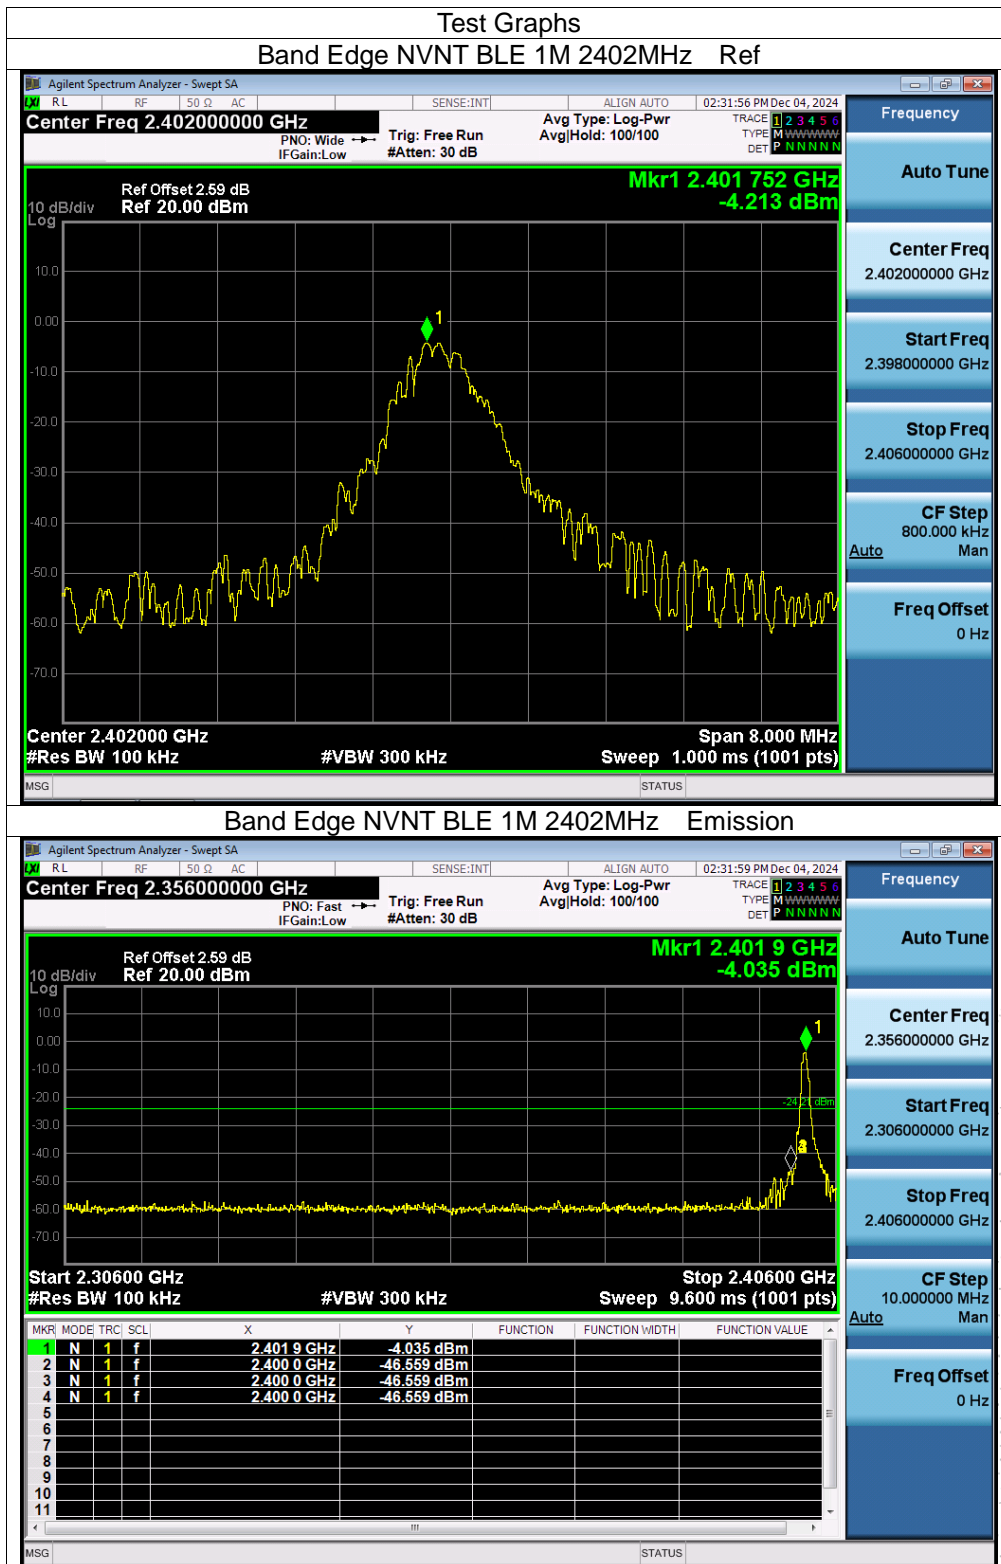 Test Graphs
Band Edge NVNT BLE 1M 2402MHz Ref
Agilent Spectrum Analyzer - Swept SA
LXI RL RF 50 Ω AC SENSE:INT ALIGN AUTO 02:31:56 PM Dec 04, 2024
Center Freq 2.402000000 GHz
PNO: Wide
IFGain:Low
Trig: Free Run
#Atten: 30 dB
Avg Type: Log-Pwr
Avg|Hold: 100/100
TRACE 1 2 3 4 5 6
TYPE M W W W W W
DET P N N N N N
Ref Offset 2.59 dB
Ref 20.00 dBm
10 dB/div
Log
Mkr1 2.401 752 GHz
-4.213 dBm
1
10.0
0.00
-10.0
-20.0
-30.0
-40.0
-50.0
-60.0
-70.0
Center 2.402000 GHz Span 8.000 MHz
#Res BW 100 kHz #VBW 300 kHz Sweep 1.000 ms (1001 pts)
MSG STATUS
Frequency
Auto Tune
Center Freq
2.402000000 GHz
Start Freq
2.398000000 GHz
Stop Freq
2.406000000 GHz
CF Step
800.000 kHz
Auto Man
Freq Offset
0 Hz
Band Edge NVNT BLE 1M 2402MHz Emission
Agilent Spectrum Analyzer - Swept SA
LXI RL RF 50 Ω AC SENSE:INT ALIGN AUTO 02:31:59 PM Dec 04, 2024
Center Freq 2.356000000 GHz
PNO: Fast
IFGain:Low
Trig: Free Run
#Atten: 30 dB
Avg Type: Log-Pwr
Avg|Hold: 100/100
TRACE 1 2 3 4 5 6
TYPE M W W W W W
DET P N N N N N
Ref Offset 2.59 dB
Ref 20.00 dBm
10 dB/div
Log
Mkr1 2.401 9 GHz
-4.035 dBm
1
10.0
0.00
-10.0
-20.0
-24.21 dBm
-30.0
-40.0
-50.0
-60.0
-70.0
Start 2.30600 GHz Stop 2.40600 GHz
#Res BW 100 kHz #VBW 300 kHz Sweep 9.600 ms (1001 pts)
MKR MODE TRC SCL X Y FUNCTION FUNCTION WIDTH FUNCTION VALUE
1 N 1 f 2.401 9 GHz -4.035 dBm
2 N 1 f 2.400 0 GHz -46.559 dBm
3 N 1 f 2.400 0 GHz -46.559 dBm
4 N 1 f 2.400 0 GHz -46.559 dBm
5
6
7
8
9
10
11
MSG STATUS
Frequency
Auto Tune
Center Freq
2.356000000 GHz
Start Freq
2.306000000 GHz
Stop Freq
2.406000000 GHz
CF Step
10.000000 MHz
Auto Man
Freq Offset
0 Hz